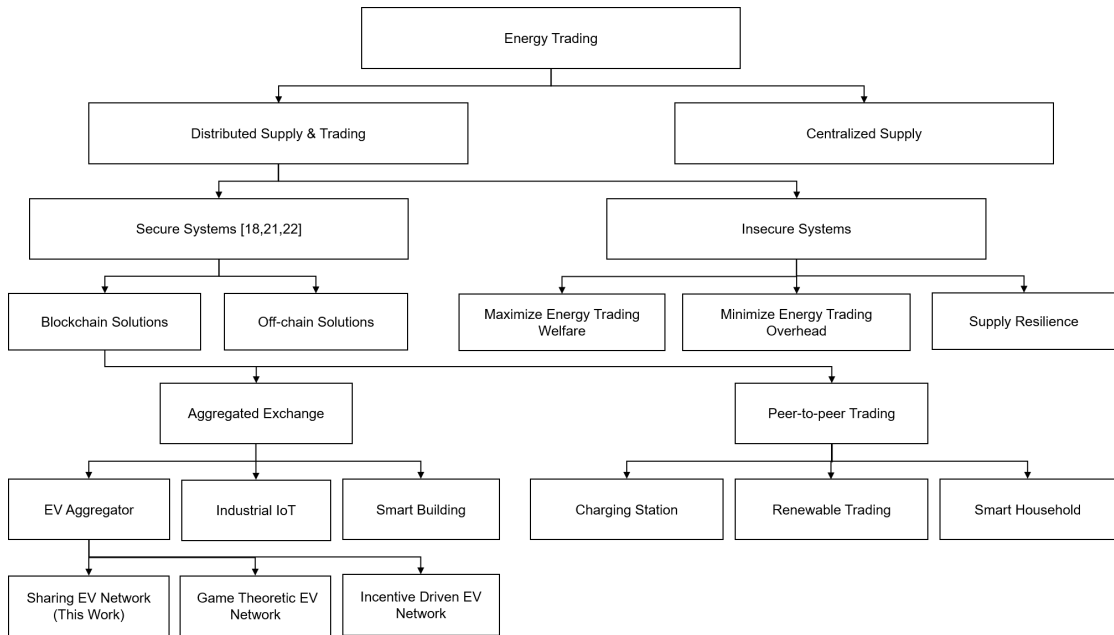 Energy Trading
Distributed Supply & Trading
Centralized Supply
Secure Systems [18,21,22]
Insecure Systems
Blockchain Solutions
Off-chain Solutions
Maximize Energy Trading
Welfare
Minimize Energy Trading
Overhead
Supply Resilience
Aggregated Exchange
Peer-to-peer Trading
EV Aggregator
Industrial IoT
Smart Building
Charging Station
Renewable Trading
Smart Household
Sharing EV Network
(This Work)
Game Theoretic EV
Network
Incentive Driven EV
Network